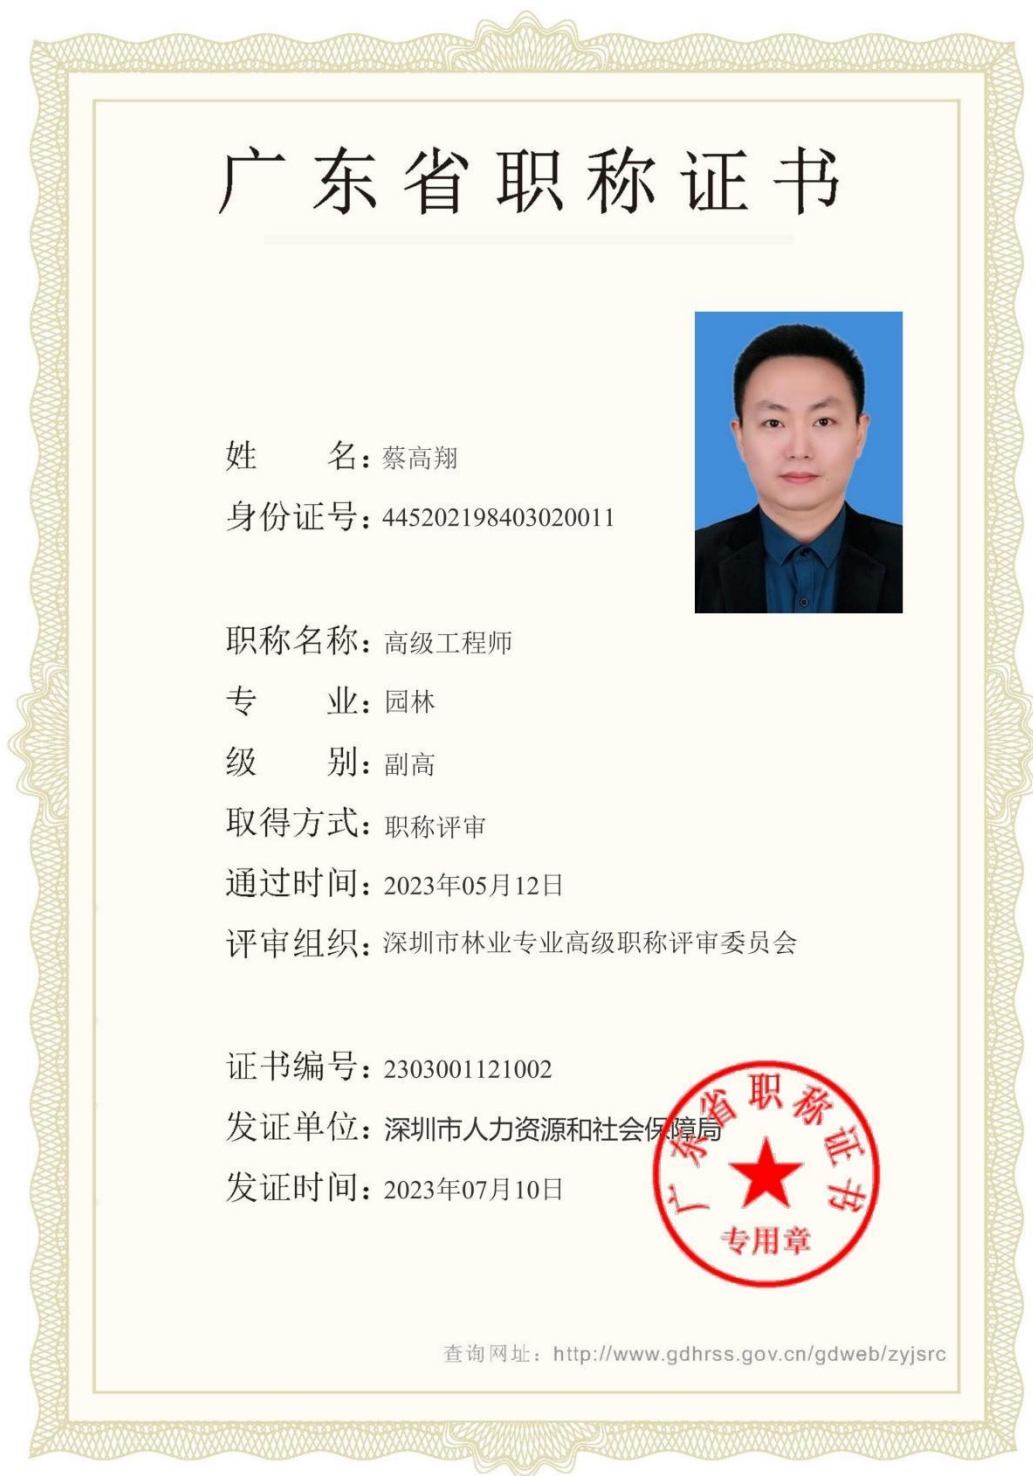 广东省职称证书
姓 名：蔡高翔
身份证号：445202198403020011
职称名称：高级工程师
专 业：园林
级 别：副高
取得方式：职称评审
通过时间：2023年05月12日
评审组织：深圳市林业专业高级职称评审委员会
证书编号：2303001121002
发证单位：深圳市人力资源和社会保障局
发证时间：2023年07月10日
广东省职称证书
专用章
查询网址：http://www.gdhrss.gov.cn/gdweb/zyjsrc